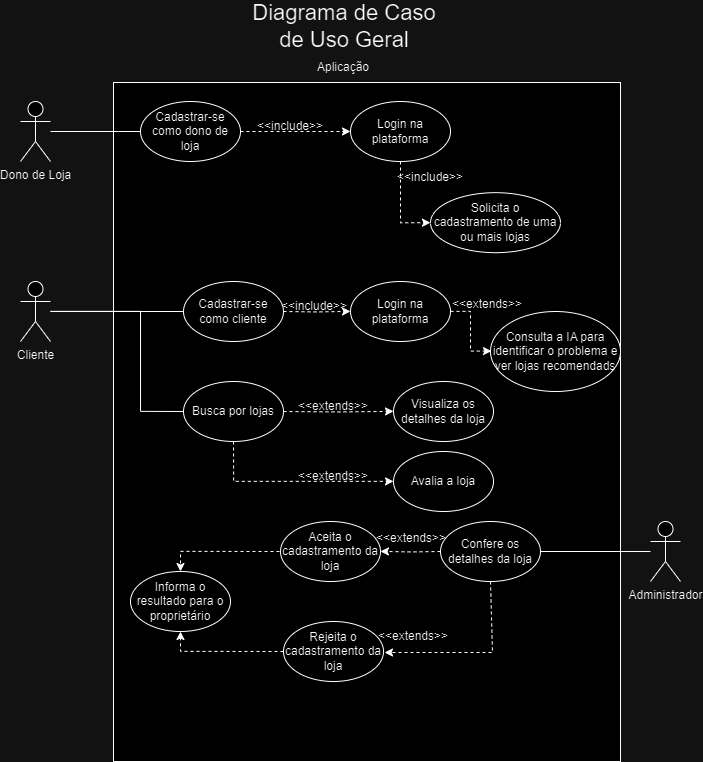 Diagrama de Caso
de Uso Geral
Aplicação
Dono de Loja
Cadastrar-se
como dono de
loja
<<include>>
Login na
plataforma
<<include>>
Solicita o
cadastramento de uma
ou mais lojas
Cliente
Cadastrar-se
como cliente
<<include>>
Login na
plataforma
<<extends>>
Consulta a IA para
identificar o problema e
ver lojas recomendads
Busca por lojas
<<extends>>
Visualiza os
detalhes da loja
<<extends>>
Avalia a loja
Aceita o
cadastramento da
loja
<<extends>>
Confere os
detalhes da loja
Administrador
Informa o
resultado para o
proprietário
Rejeita o
cadastramento da
loja
<<extends>>